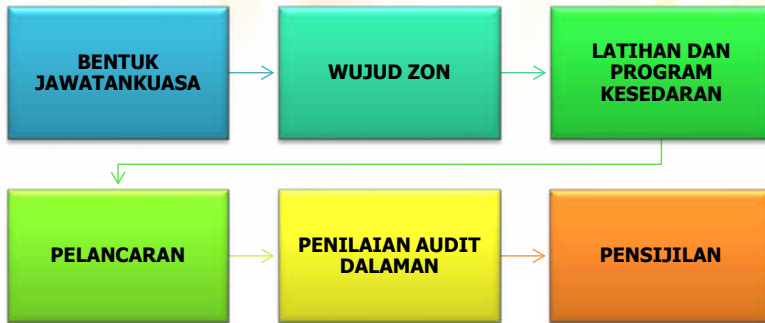 BENTUK
JAWATANKUASA
WUJUD ZON
LATIHAN DAN
PROGRAM
KESEDARAN
PELANCARAN
PENILAIAN AUDIT
DALAMAN
PENSIJILAN